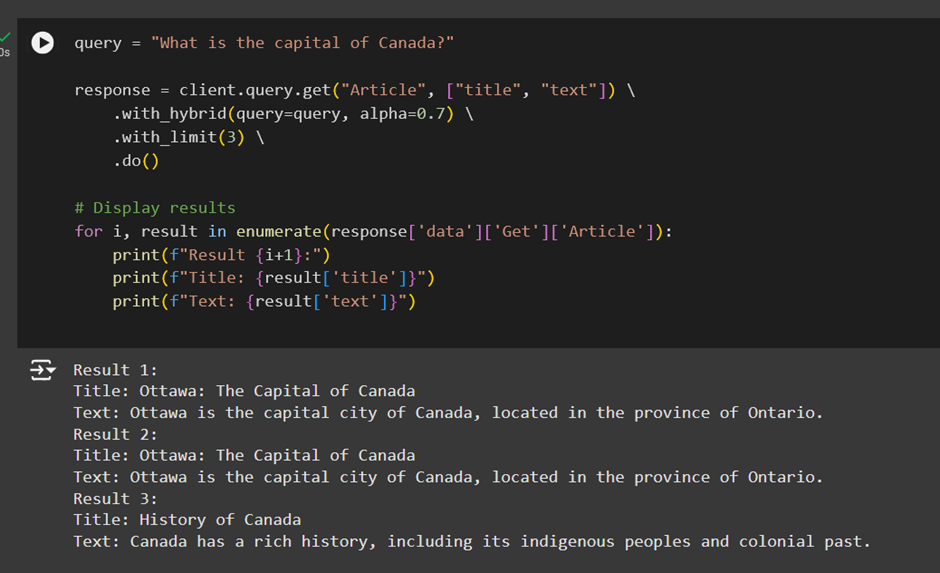 query = "What is the capital of Canada?"
response = client.query.get("Article", ["title", "text"]) \
    .with_hybrid(query=query, alpha=0.7) \
    .with_limit(3) \
    .do()
# Display results
for i, result in enumerate(response['data']['Get']['Article']):
    print(f"Result {i+1}:")
    print(f"Title: {result['title']}")
    print(f"Text: {result['text']}")
0s
Result 1:
Title: Ottawa: The Capital of Canada
Text: Ottawa is the capital city of Canada, located in the province of Ontario.
Result 2:
Title: Ottawa: The Capital of Canada
Text: Ottawa is the capital city of Canada, located in the province of Ontario.
Result 3:
Title: History of Canada
Text: Canada has a rich history, including its indigenous peoples and colonial past.